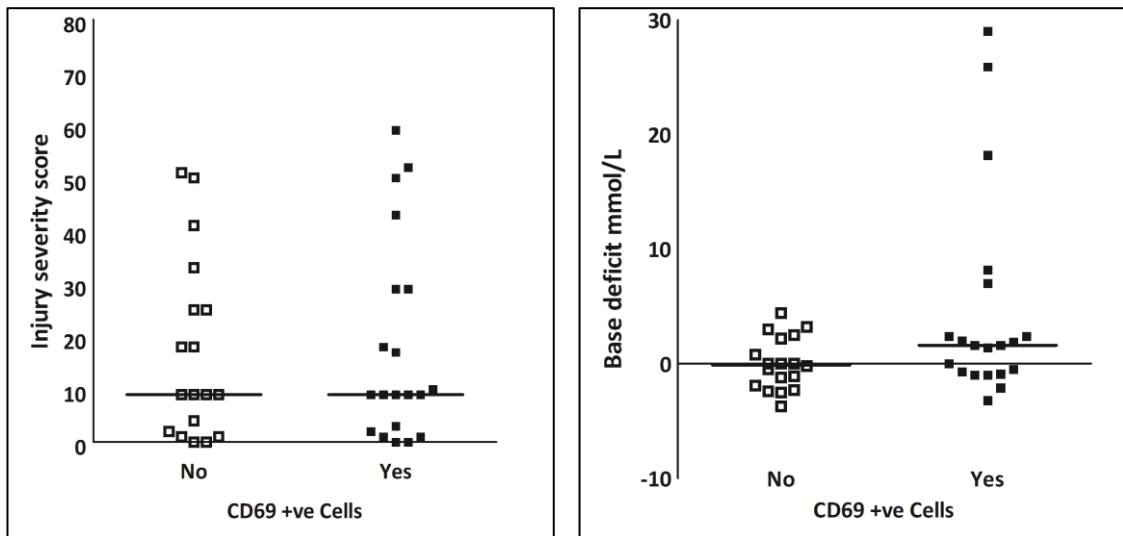 Injury severity score
80
70
60
50
40
30
20
10
0
No Yes
CD69 +ve Cells
Base deficit mmol/L
30
20
10
0
-10
No Yes
CD69 +ve Cells